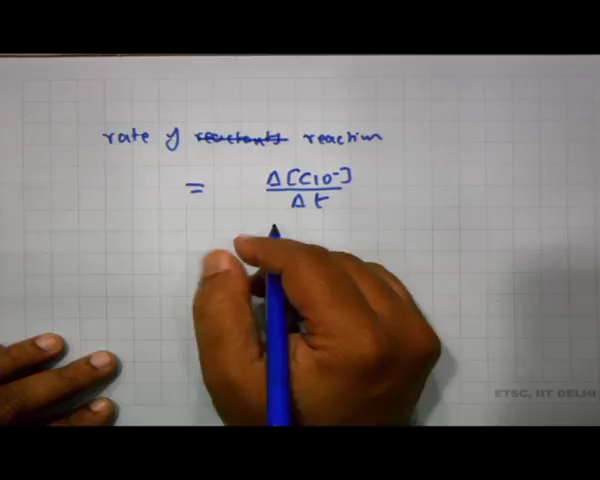 rate of reactants reaction
= Δ[ClO⁻]
Δt
ETSC, IIT DELHI